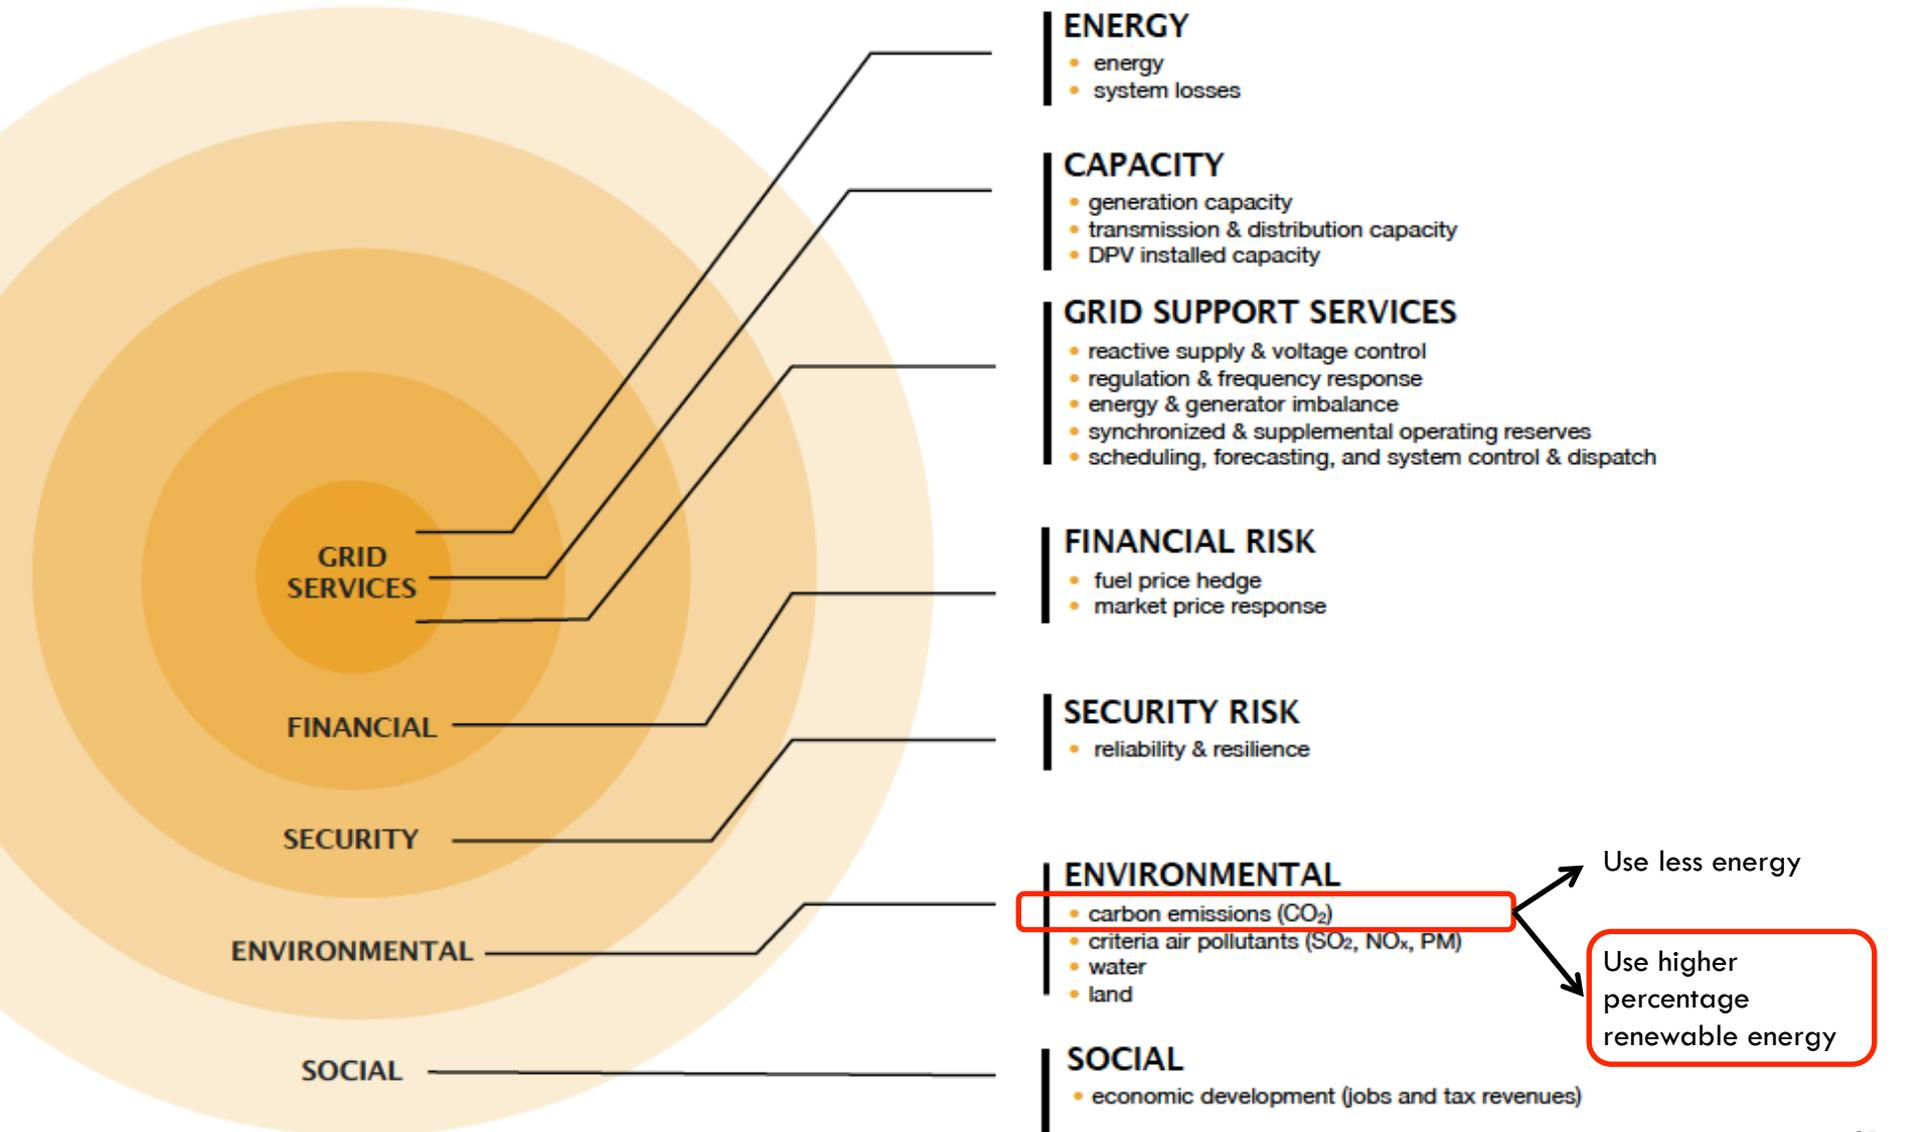 GRID
SERVICES
FINANCIAL
SECURITY
ENVIRONMENTAL
SOCIAL
ENERGY
• energy
• system losses
CAPACITY
• generation capacity
• transmission & distribution capacity
• DPV installed capacity
GRID SUPPORT SERVICES
• reactive supply & voltage control
• regulation & frequency response
• energy & generator imbalance
• synchronized & supplemental operating reserves
• scheduling, forecasting, and system control & dispatch
FINANCIAL RISK
• fuel price hedge
• market price response
SECURITY RISK
• reliability & resilience
ENVIRONMENTAL
• carbon emissions (CO₂)
• criteria air pollutants (SO₂, NOₓ, PM)
• water
• land
Use less energy
Use higher
percentage
renewable energy
SOCIAL
• economic development (jobs and tax revenues)